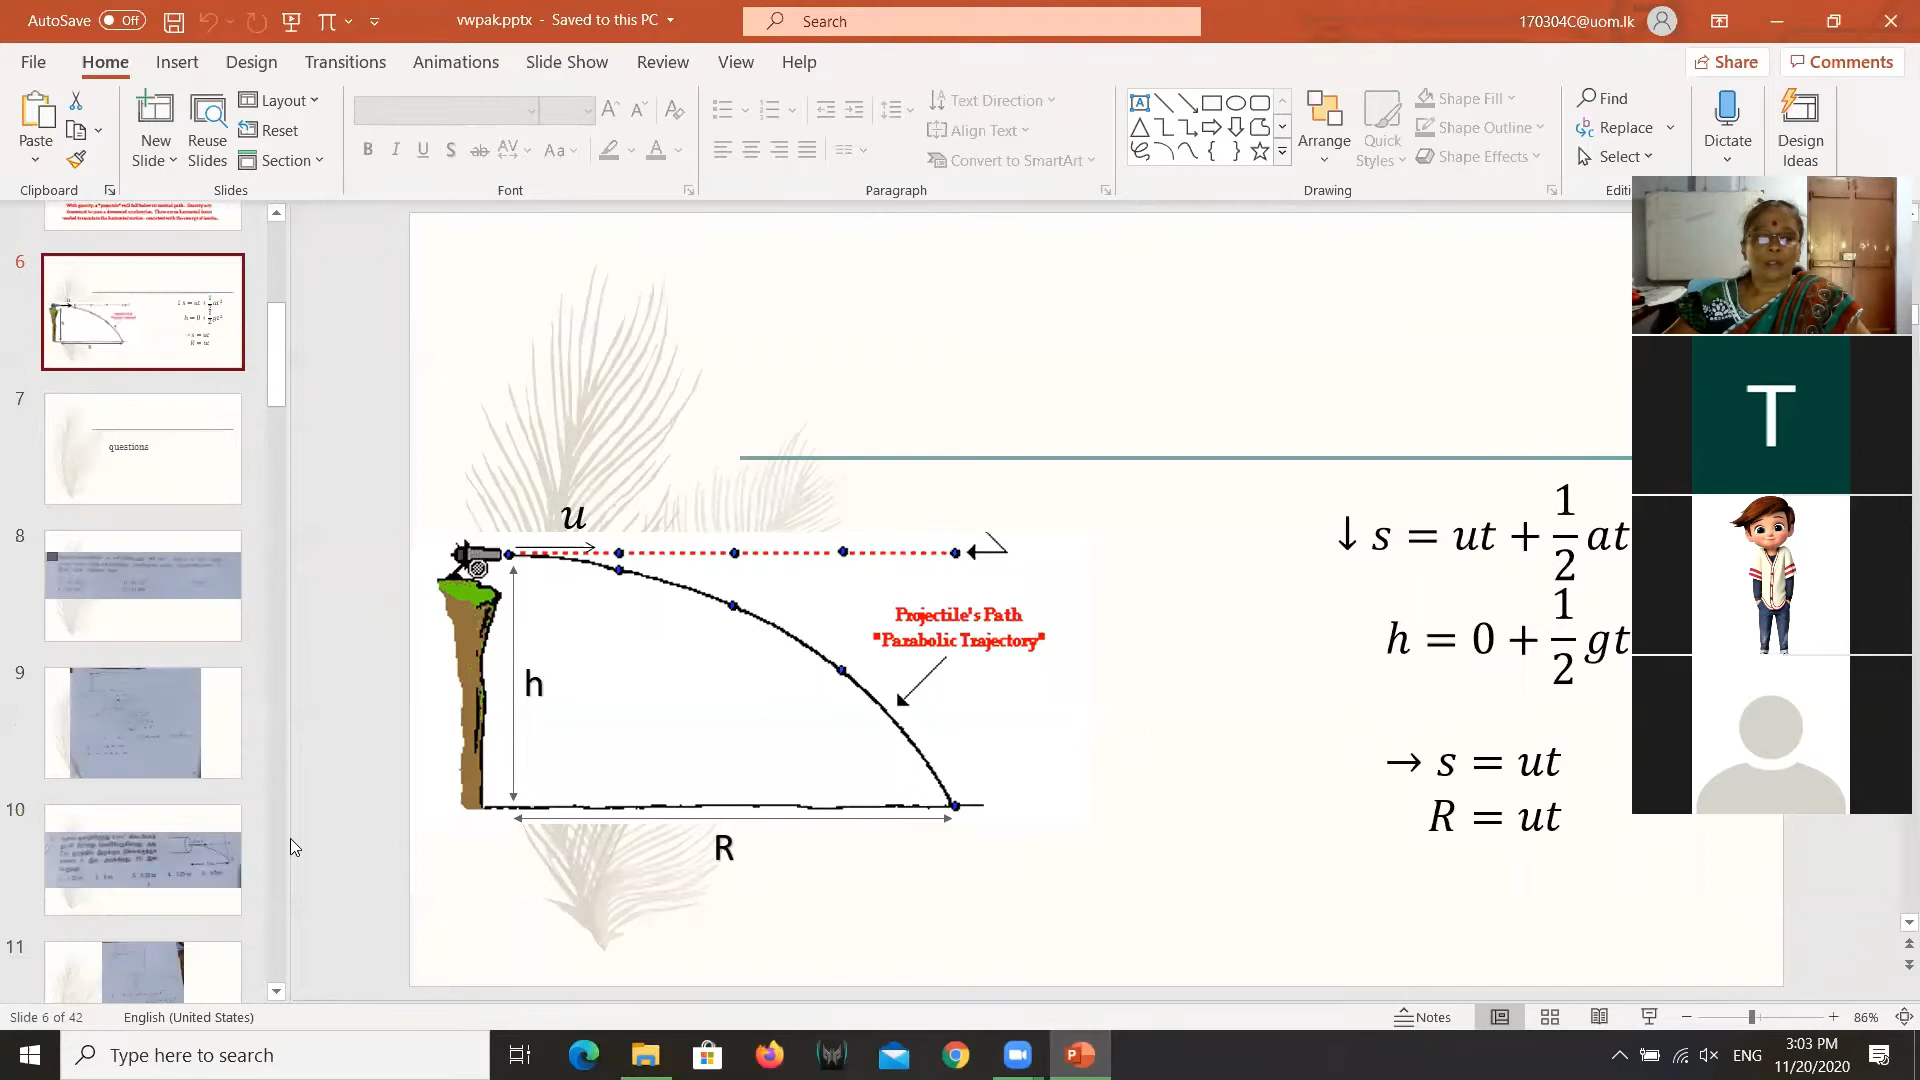 AutoSave Off
vwpak.pptx - Saved to this PC
Search
170304C@uom.lk
File Home Insert Design Transitions Animations Slide Show Review View Help
Share Comments
Paste
New Slide
Reuse Slides
Layout
Reset
Section
B I U S ab AV Aa A
Text Direction
Align Text
Convert to SmartArt
Arrange
Quick Styles
Shape Fill
Shape Outline
Shape Effects
Find
Replace
Select
Dictate
Design Ideas
Clipboard Slides Font Paragraph Drawing Editi
6
7
questions
8
9
10
11
T
u
h
R
Projectile's Path
"Parabolic Trajectory"
↓ s = ut + 1/2 at
h = 0 + 1/2 gt
→ s = ut
R = ut
Slide 6 of 42 English (United States)
Notes
86%
Type here to search
ENG
3:03 PM
11/20/2020